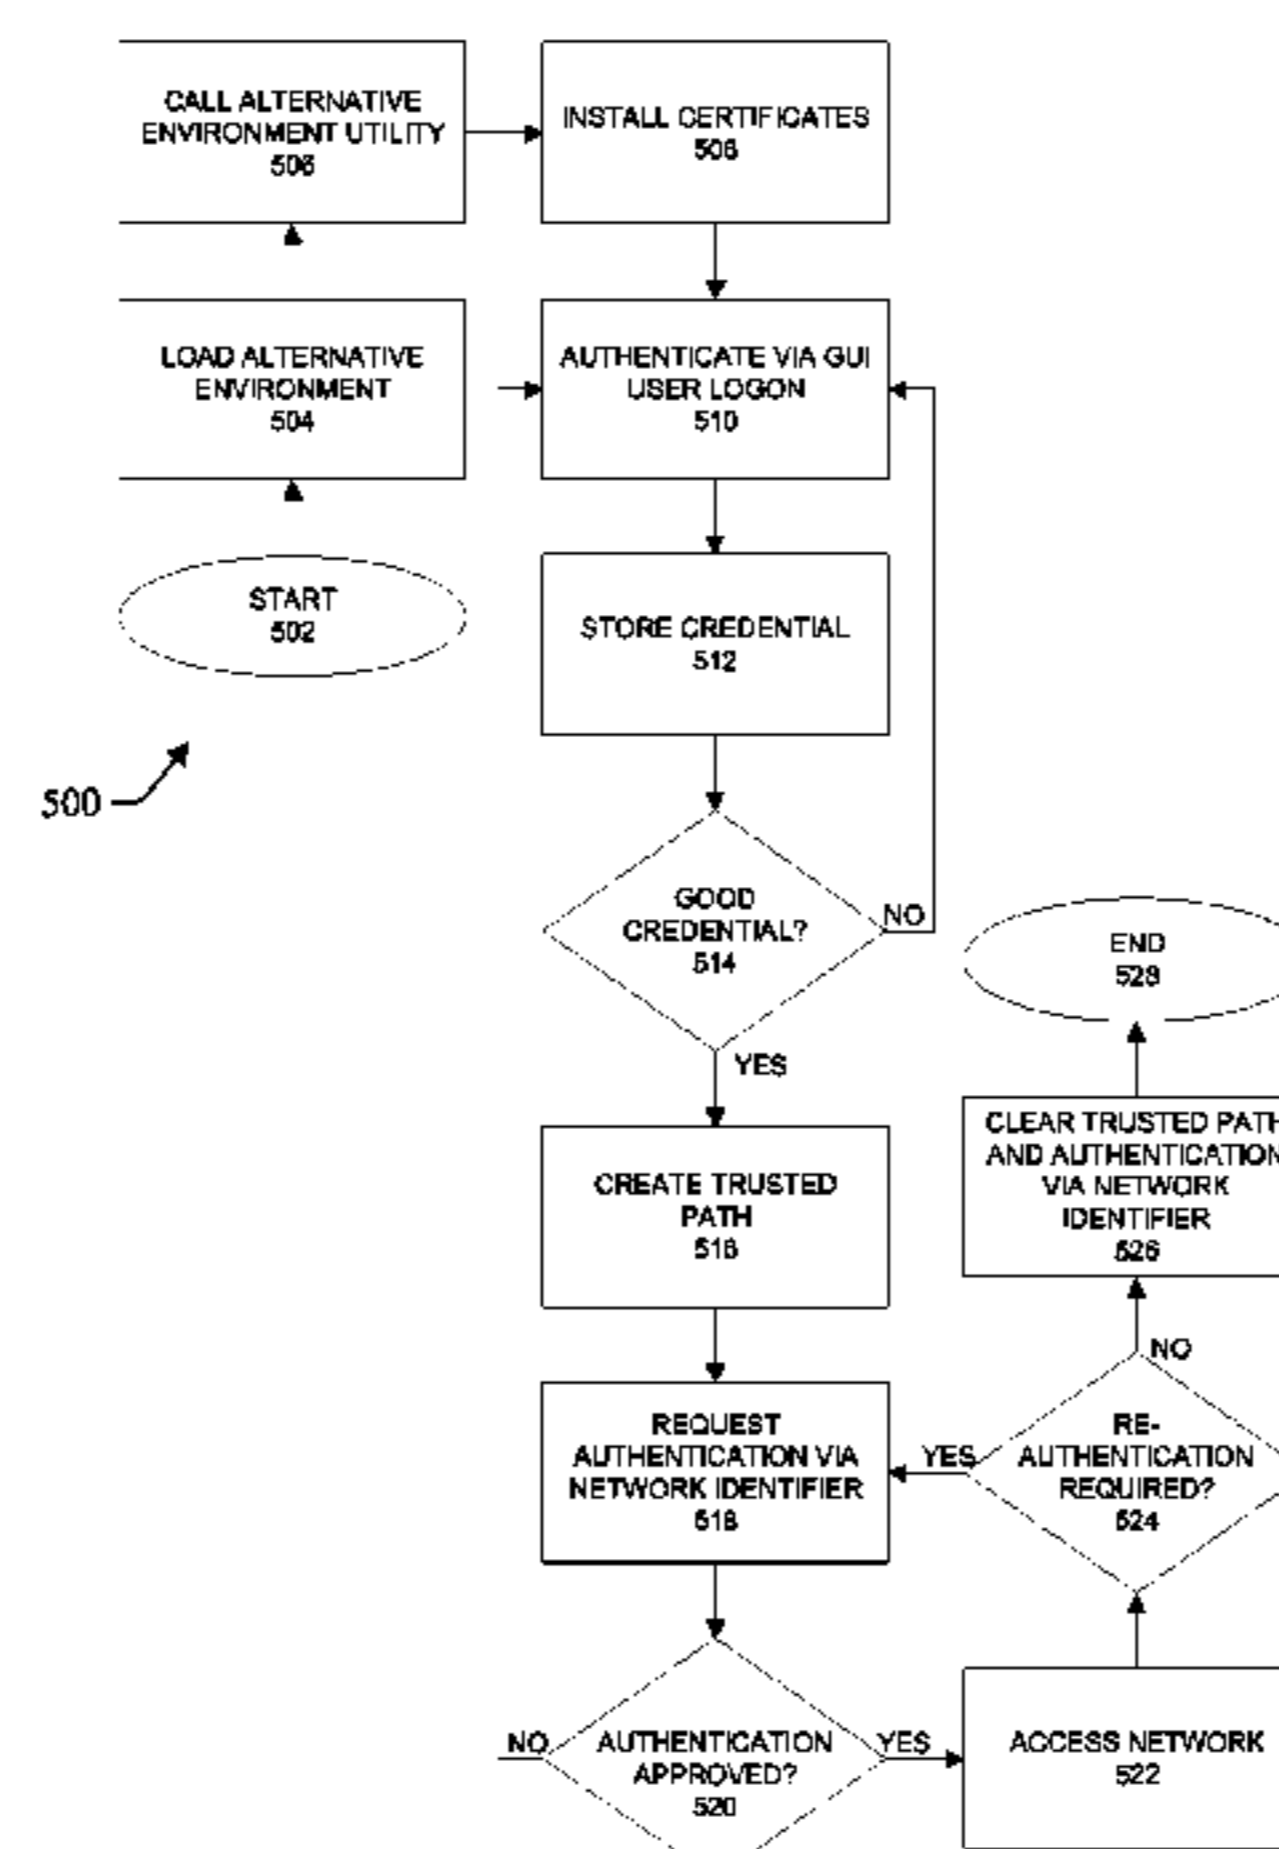 CALL ALTERNATIVE
ENVIRONMENT UTILITY
506
INSTALL CERTIFICATES
508
LOAD ALTERNATIVE
ENVIRONMENT
504
AUTHENTICATE VIA GUI
USER LOGON
510
START
502
STORE CREDENTIAL
512
500
GOOD
CREDENTIAL?
514
NO
YES
END
528
CREATE TRUSTED
PATH
516
CLEAR TRUSTED PATH
AND AUTHENTICATION
VIA NETWORK
IDENTIFIER
526
NO
REQUEST
AUTHENTICATION VIA
NETWORK IDENTIFIER
518
YES
RE-
AUTHENTICATION
REQUIRED?
524
NO
AUTHENTICATION
APPROVED?
520
YES
ACCESS NETWORK
522